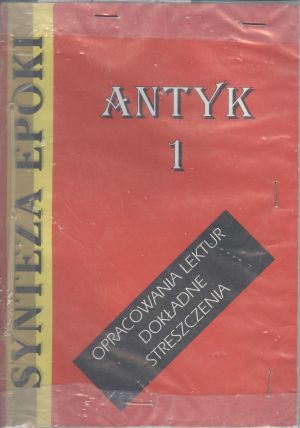 SYNTEZA EPOKI
ANTYK
1
OPRACOWANIA LEKTUR
DOKŁADNE
STRESZCZENIA